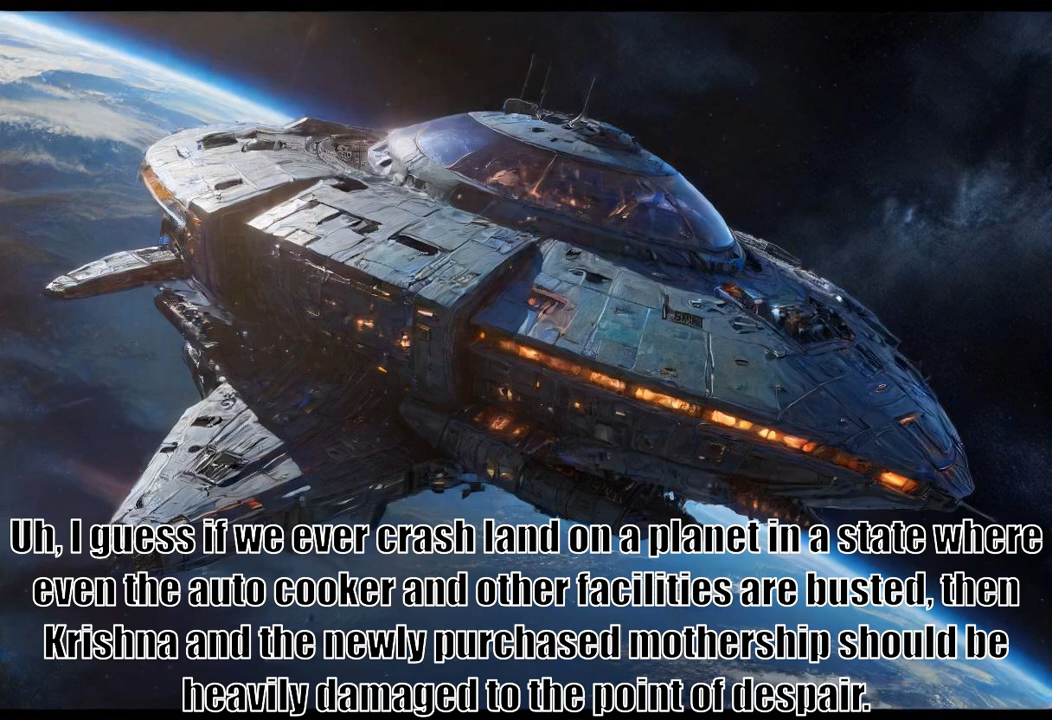 Uh, I guess if we ever crash land on a planet in a state where
even the auto cooker and other facilities are busted, then
Krishna and the newly purchased mothership should be
heavily damaged to the point of despair.